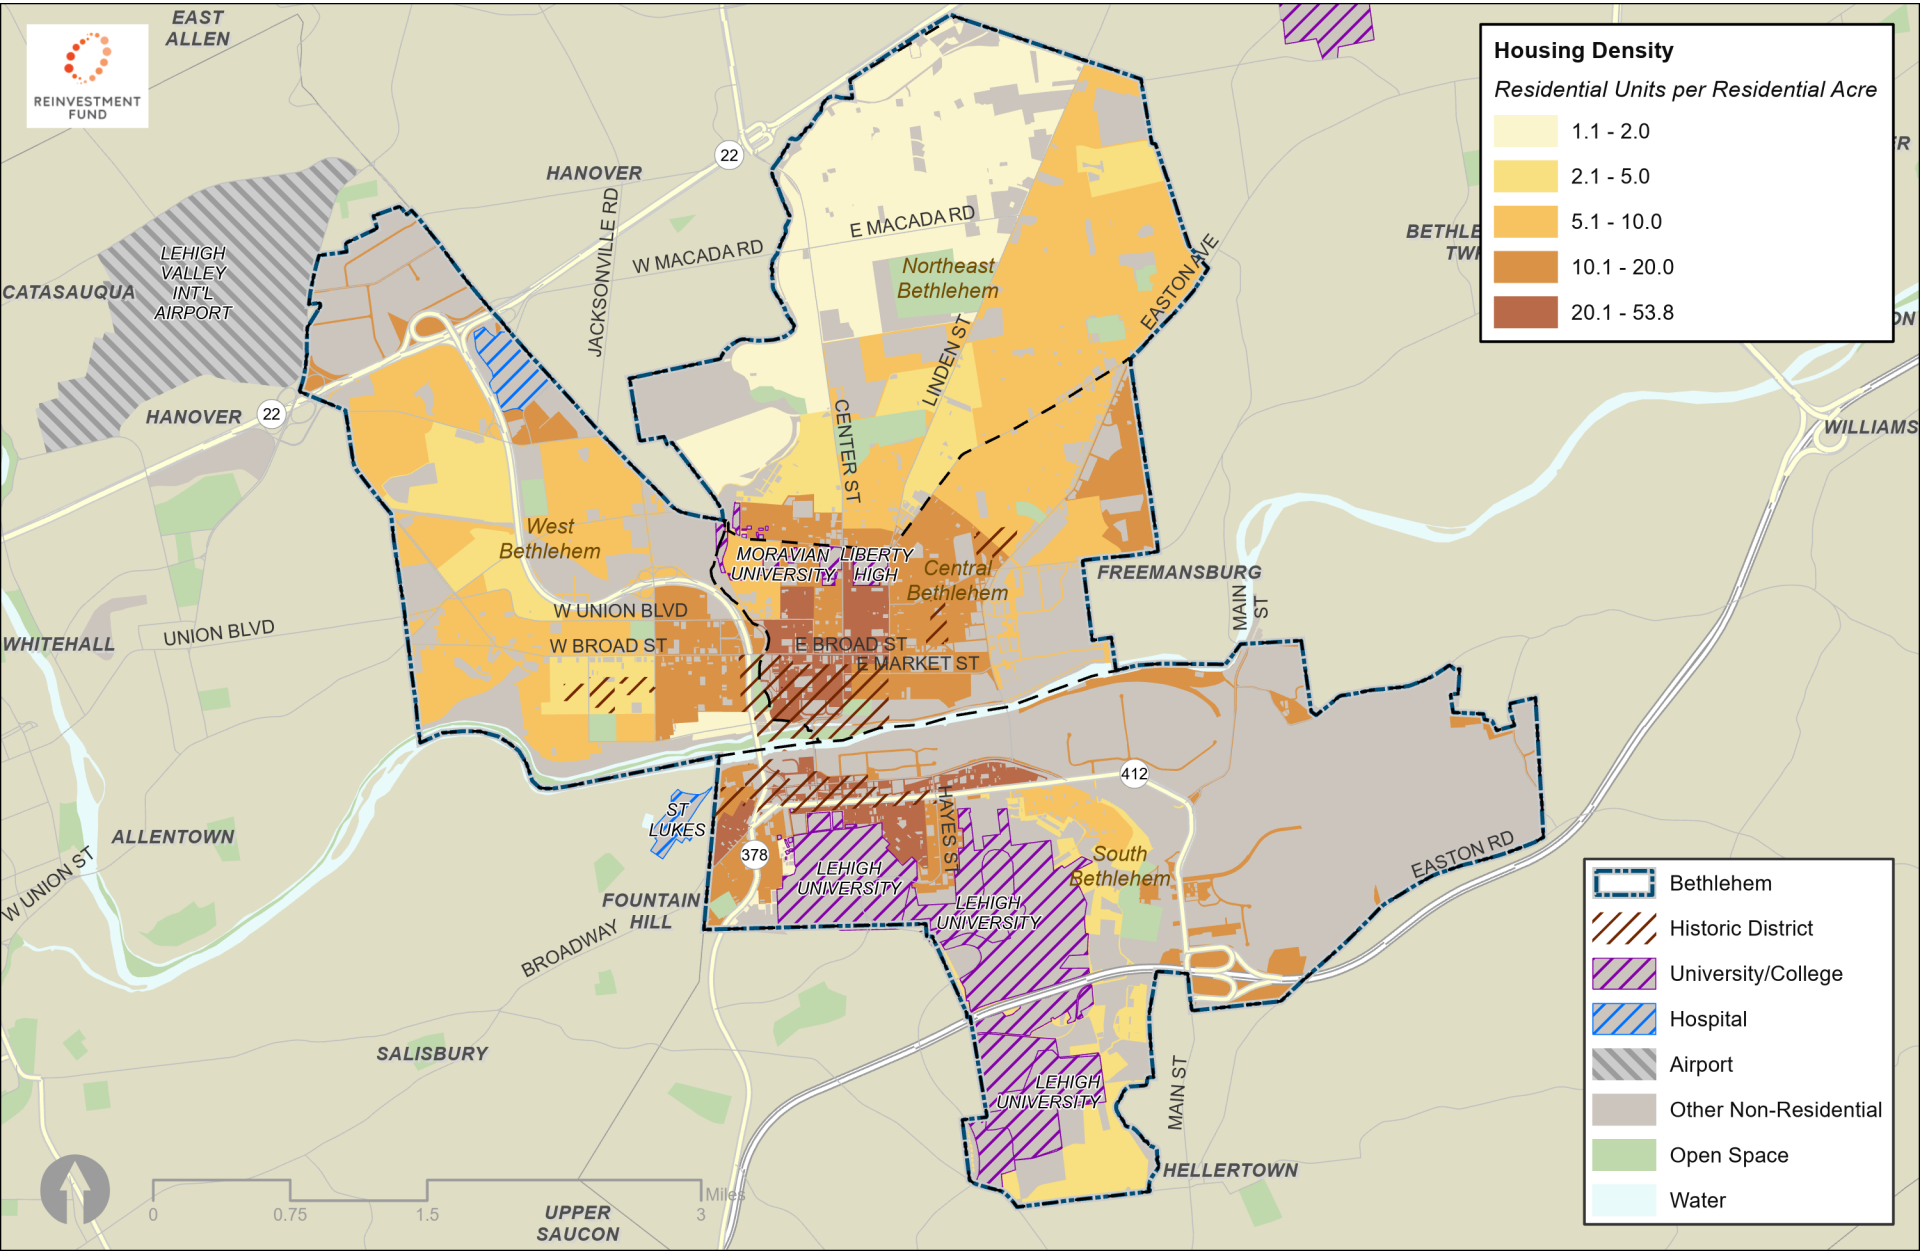 EAST
ALLEN
REINVESTMENT
FUND
22
HANOVER
JACKSONVILLE RD
W MACADA RD
E MACADA RD
LEHIGH
VALLEY
INT'L
AIRPORT
CATASAUQUA
Northeast
Bethlehem
EASTON AVE
LINDEN ST
CENTER ST
HANOVER
22
BETHLE
TWI
ER
ON
WILLIAMS
Housing Density
Residential Units per Residential Acre
1.1 - 2.0
2.1 - 5.0
5.1 - 10.0
10.1 - 20.0
20.1 - 53.8
West
Bethlehem
MORAVIAN
UNIVERSITY
LIBERTY
HIGH
Central
Bethlehem
FREEMANSBURG
MAIN
ST
W UNION BLVD
UNION BLVD
WHITEHALL
W BROAD ST
E BROAD ST
E MARKET ST
412
ST
LUKES
ALLENTOWN
W UNION ST
378
HAYES ST
LEHIGH
UNIVERSITY
South
Bethlehem
EASTON RD
FOUNTAIN
HILL
BROADWAY
LEHIGH
UNIVERSITY
SALISBURY
LEHIGH
UNIVERSITY
MAIN ST
HELLERTOWN
UPPER
SAUCON
0
0.75
1.5
3
Miles
Bethlehem
Historic District
University/College
Hospital
Airport
Other Non-Residential
Open Space
Water